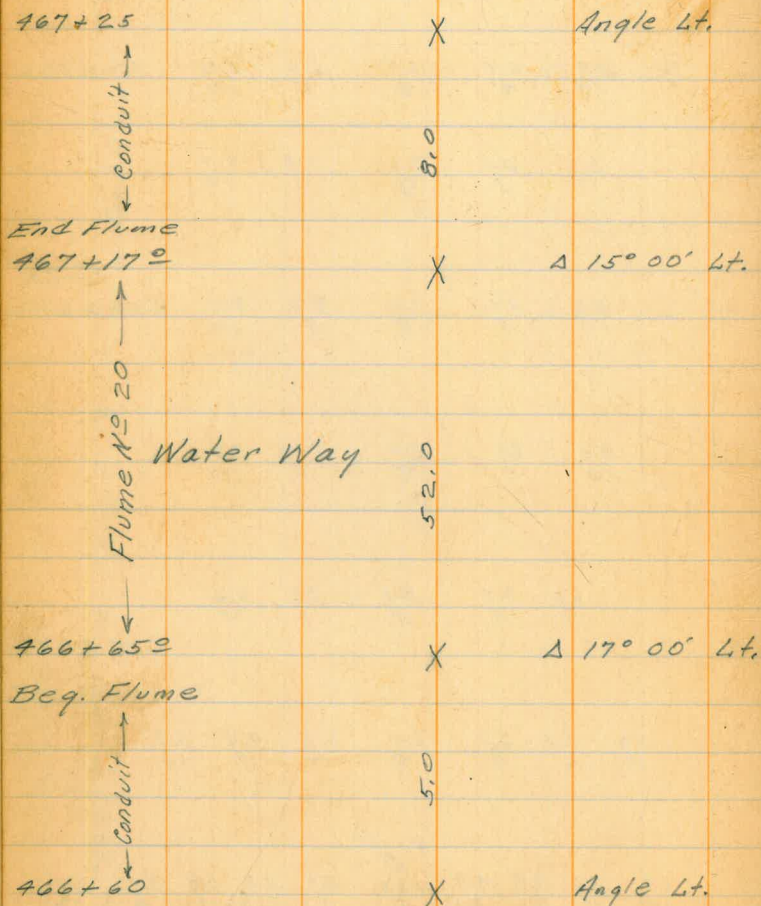 467+25 X Angle Lt.
← Conduit →
8.0
End Flume
467+17º X Δ 15° 00' Lt.
← Flume Nº 20 →
Water Way
52.0
466+65º X Δ 17° 00' Lt.
Beg. Flume
← Conduit →
5.0
466+60 X Angle Lt.